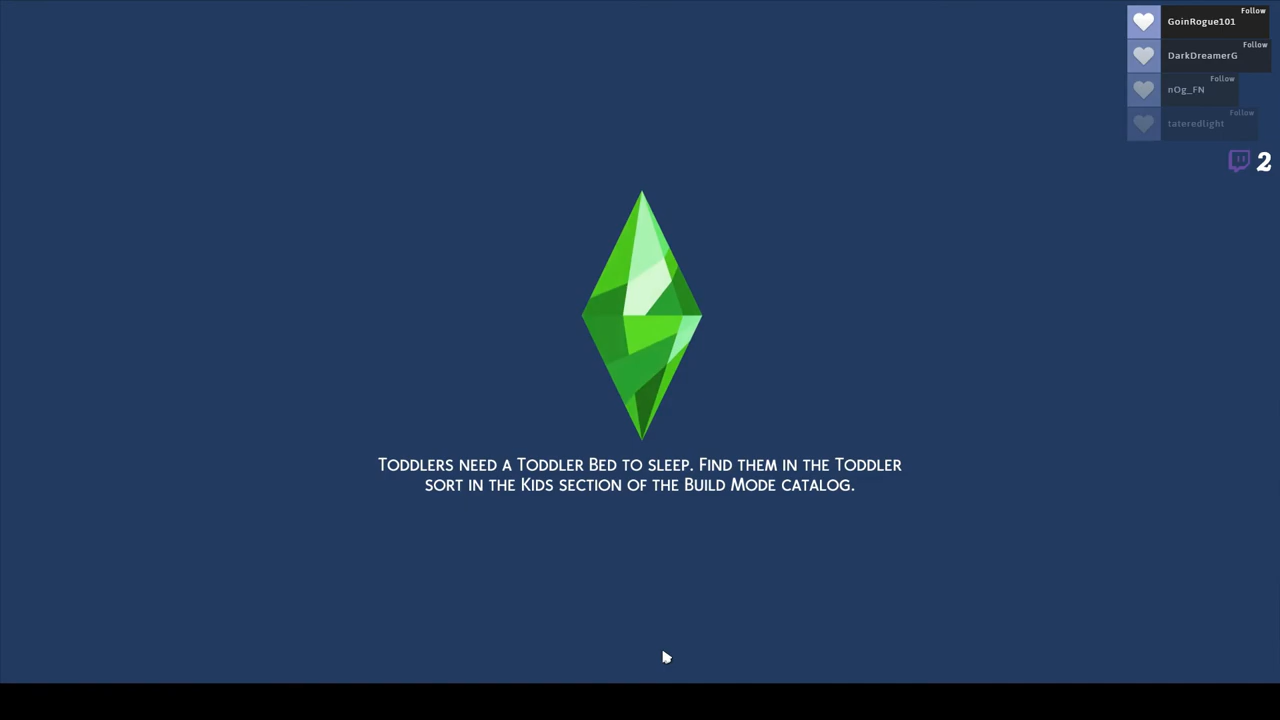 Follow
GoinRogue101
Follow
DarkDreamerG
Follow
nOg_FN
Follow
tateredlight
2
TODDLERS NEED A TODDLER BED TO SLEEP. FIND THEM IN THE TODDLER
SORT IN THE KIDS SECTION OF THE BUILD MODE CATALOG.